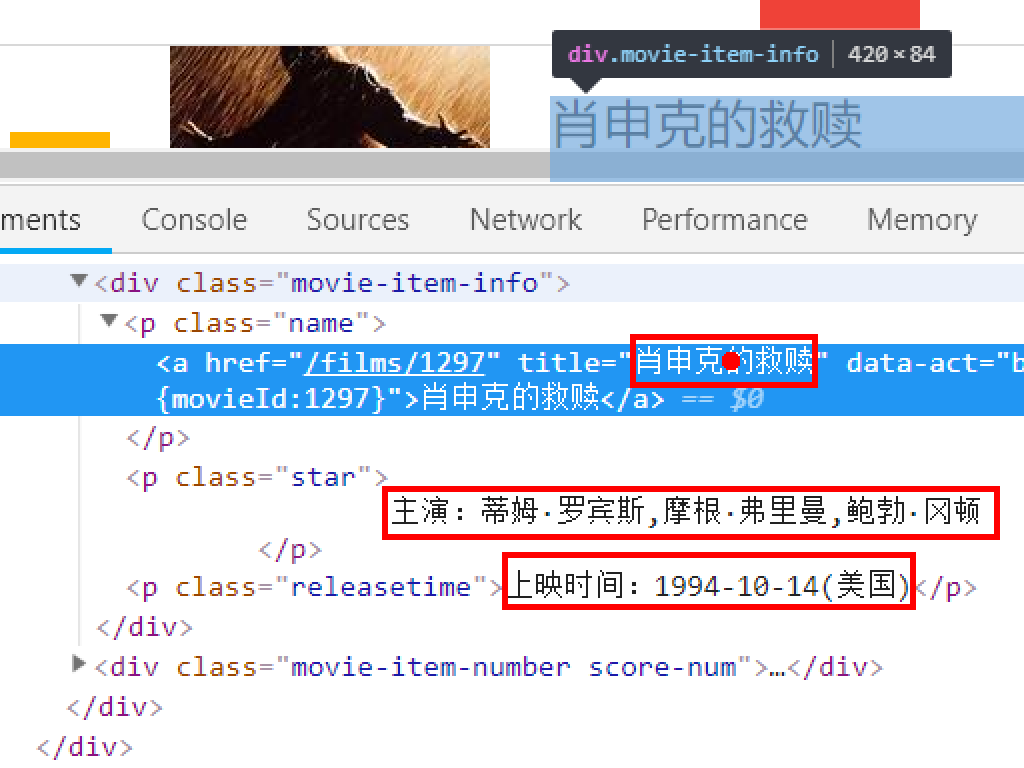 div.movie-item-info 420×84
肖申克的救赎
ments Console Sources Network Performance Memory
<div class="movie-item-info">
<p class="name">
<a href="/films/1297" title="肖申克的救赎" data-act="b
{movieId:1297}">肖申克的救赎</a> == $0
</p>
<p class="star">
主演：蒂姆·罗宾斯,摩根·弗里曼,鲍勃·冈顿
</p>
<p class="releasetime">上映时间：1994-10-14(美国)</p>
</div>
<div class="movie-item-number score-num">…</div>
</div>
</div>